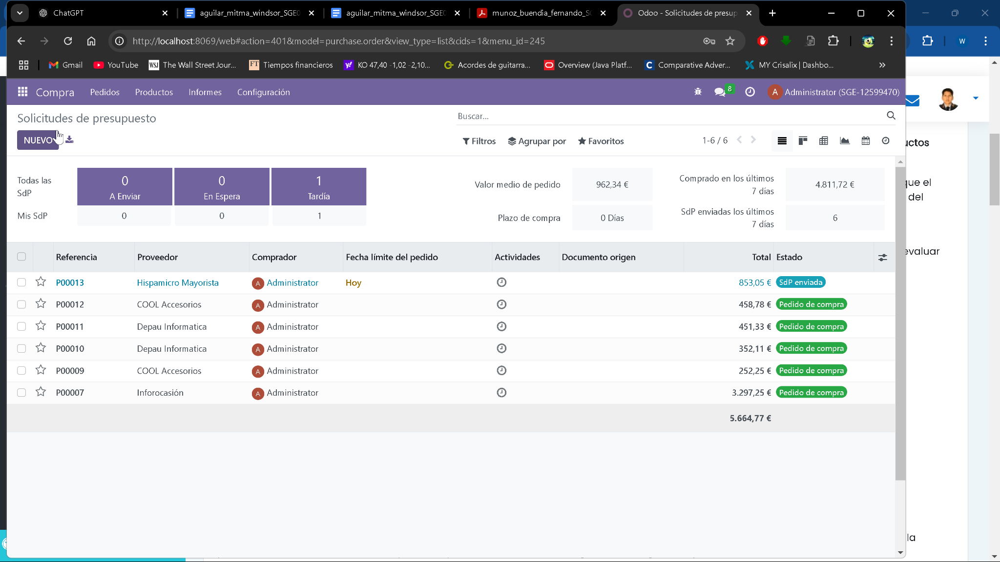 ChatGPT
aguilar_mitma_windsor_SGE0
aguilar_mitma_windsor_SGE0
munoz_buendia_fernando_SG
Odoo - Solicitudes de presup
http://localhost:8069/web#action=401&model=purchase.order&view_type=list&cids=1&menu_id=245
W
Gmail
YouTube
WSJ The Wall Street Jour...
FT Tiempos financieros
KO 47,40 -1,02 -2,10...
Acordes de guitarra...
Overview (Java Platf...
C Comparative Adver...
MY Crisalix | Dashbo...
Compra Pedidos Productos Informes Configuración
8
A Administrator (SGE-12599470)
Solicitudes de presupuesto
Buscar...
NUEVO
Filtros Agrupar por Favoritos
1-6 / 6
uctos
Todas las
SdP
0
A Enviar
0
En Espera
1
Tardía
Mis SdP 0 0 1
Valor medio de pedido 962,34 €
Comprado en los últimos
7 días
4.811,72 €
Plazo de compra 0 Días
SdP enviadas los últimos
7 días
6
que el
del
evaluar
Referencia Proveedor Comprador Fecha límite del pedido Actividades Documento origen Total Estado
P00013 Hispamicro Mayorista A Administrator Hoy 853,05 € SdP enviada
P00012 COOL Accesorios A Administrator 458,78 € Pedido de compra
P00011 Depau Informatica A Administrator 451,33 € Pedido de compra
P00010 Depau Informatica A Administrator 352,11 € Pedido de compra
P00009 COOL Accesorios A Administrator 252,25 € Pedido de compra
P00007 Inforocasión A Administrator 3.297,25 € Pedido de compra
5.664,77 €
la